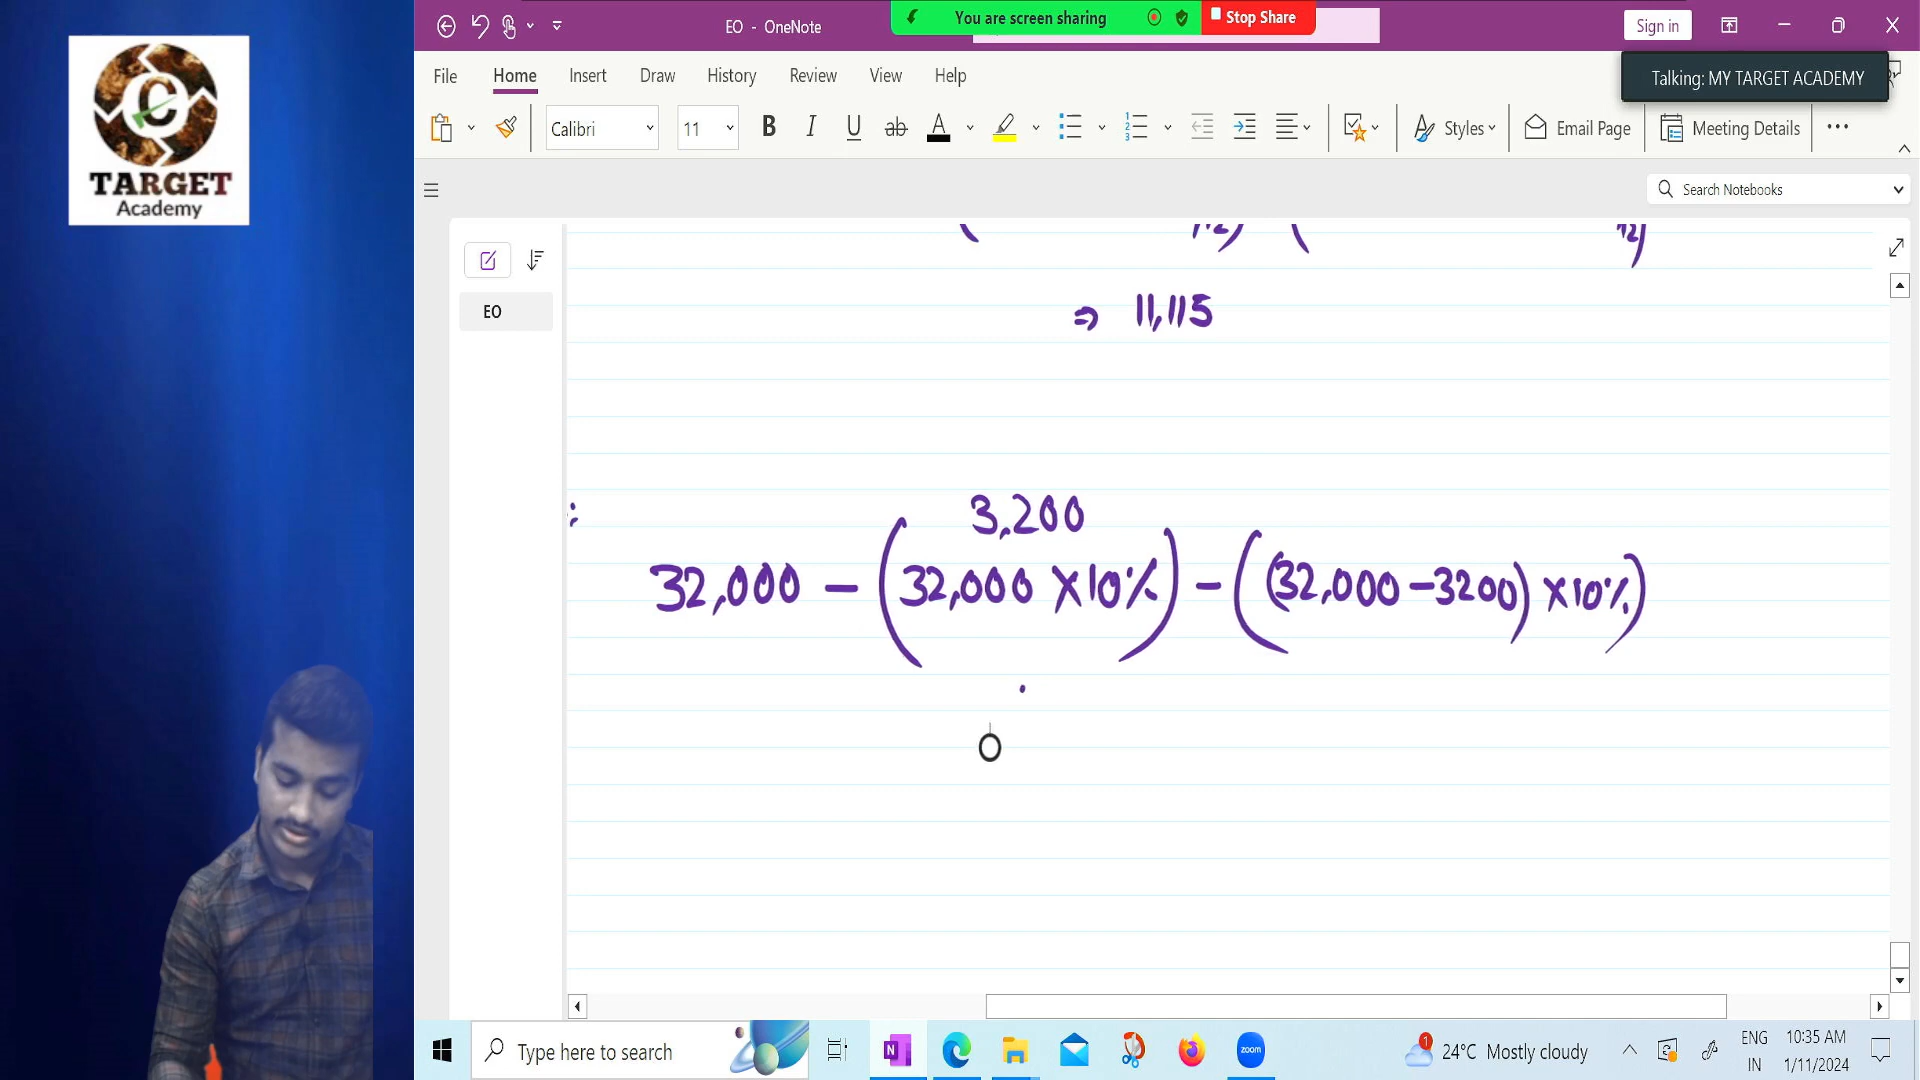 TARGET
Academy
EO - OneNote
You are screen sharing
Stop Share
Sign in
File Home Insert Draw History Review View Help
Talking: MY TARGET ACADEMY
Calibri 11 B I U ab A Styles Email Page Meeting Details
Search Notebooks
EO
⇒ 11,115
3,200
32,000 - (32,000 × 10%) - ((32,000 - 3200) × 10%)
Type here to search
zoom
1
24°C Mostly cloudy
ENG
IN
10:35 AM
1/11/2024